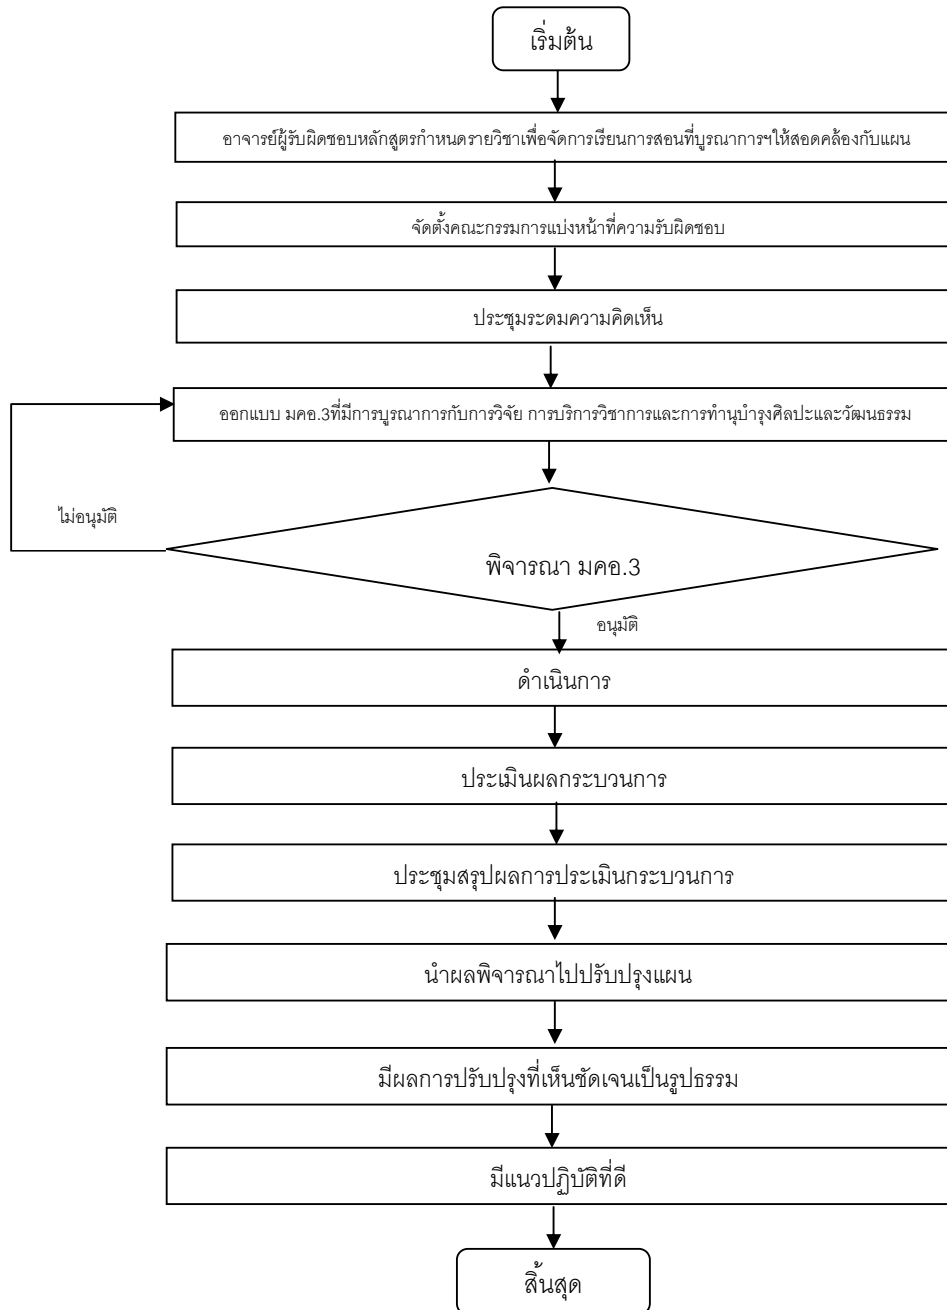 เริ่มต้น
อาจารย์ผู้รับผิดชอบหลักสูตรกำหนดรายวิชาเพื่อจัดการเรียนการสอนที่บูรณาการฯให้สอดคล้องกับแผน
จัดตั้งคณะกรรมการแบ่งหน้าที่ความรับผิดชอบ
ประชุมระดมความคิดเห็น
ออกแบบ มคอ.3ที่มีการบูรณาการกับการวิจัย การบริการวิชาการและการทำนุบำรุงศิลปะและวัฒนธรรม
ไม่อนุมัติ
พิจารณา มคอ.3
อนุมัติ
ดำเนินการ
ประเมินผลกระบวนการ
ประชุมสรุปผลการประเมินกระบวนการ
นำผลพิจารณาไปปรับปรุงแผน
มีผลการปรับปรุงที่เห็นชัดเจนเป็นรูปธรรม
มีแนวปฏิบัติที่ดี
สิ้นสุด